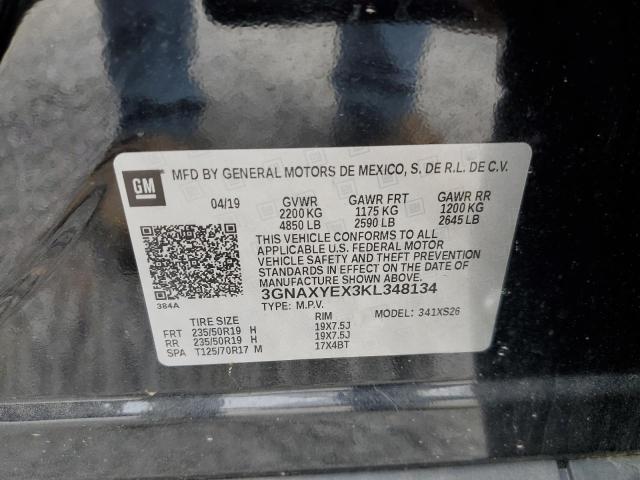 MFD BY GENERAL MOTORS DE MEXICO, S. DE R.L. DE C.V.
GM
04/19 GVWR GAWR FRT GAWR RR
2200 KG 1175 KG 1200 KG
4850 LB 2590 LB 2645 LB
THIS VEHICLE CONFORMS TO ALL
APPLICABLE U.S. FEDERAL MOTOR
VEHICLE SAFETY AND THEFT PREVENTION
STANDARDS IN EFFECT ON THE DATE OF
MANUFACTURE SHOWN ABOVE.
384A
3GNAXYEX3KL348134
TYPE: M.P.V. MODEL: 341XS26
TIRE SIZE RIM
FRT 235/50R19 H 19X7.5J
RR 235/50R19 H 19X7.5J
SPA T125/70R17 M 17X4BT